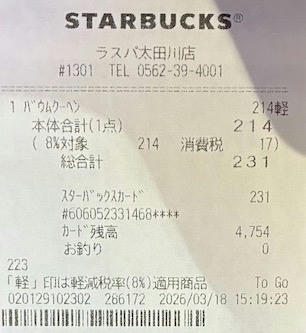 STARBUCKS®
ラスパ太田川店
#1301 TEL 0562-39-4001
1 バウムクーヘン 214軽
本体合計(1点) 214
( 8%対象 214 消費税 17)
総合計 231
スターバックスカード 231
#606052331468****
カード残高 4,754
お釣り 0
223
「軽」印は軽減税率(8%)適用商品 To Go
020129102302 286172 2026/03/18 15:19:23